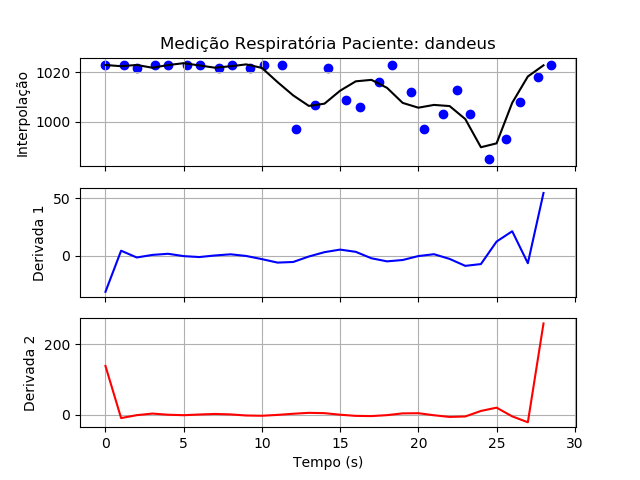 Medição Respiratória Paciente: dandeus
1020
1000
Interpolação
50
0
Derivada 1
200
0
Derivada 2
0 5 10 15 20 25 30
Tempo (s)